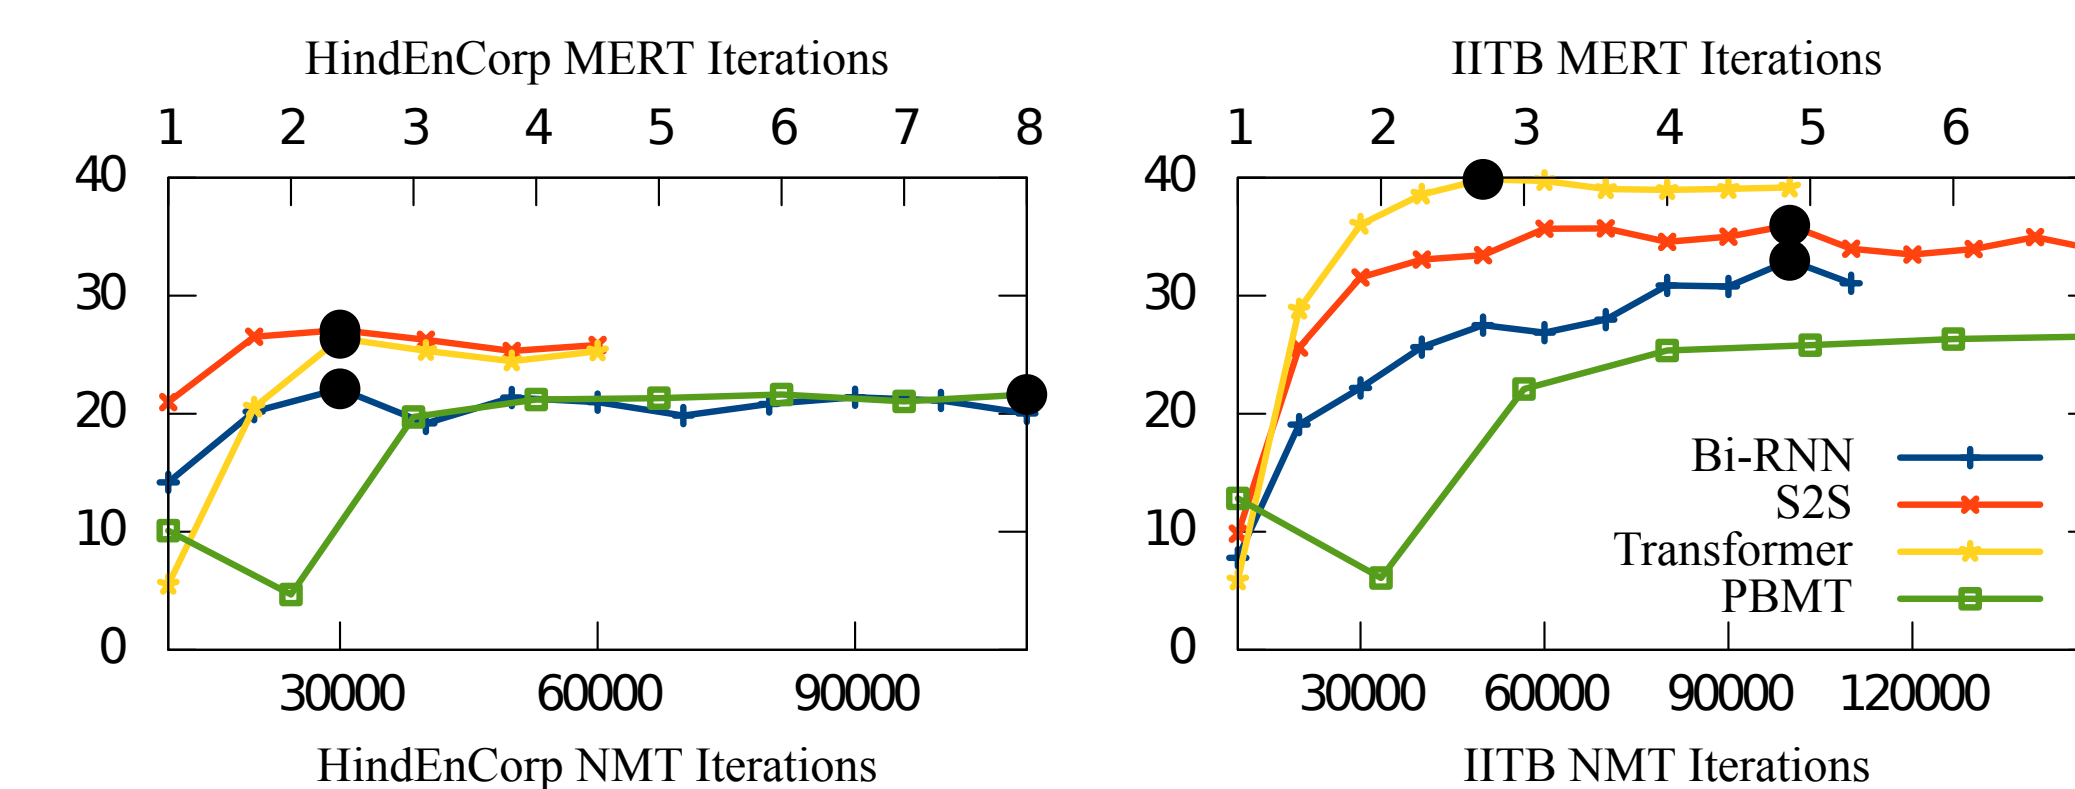 HindEnCorp MERT Iterations
1 2 3 4 5 6 7 8
40
30
20
10
0
30000 60000 90000
HindEnCorp NMT Iterations
IITB MERT Iterations
1 2 3 4 5 6
40
30
20
10
0
Bi-RNN
S2S
Transformer
PBMT
30000 60000 90000 120000
IITB NMT Iterations